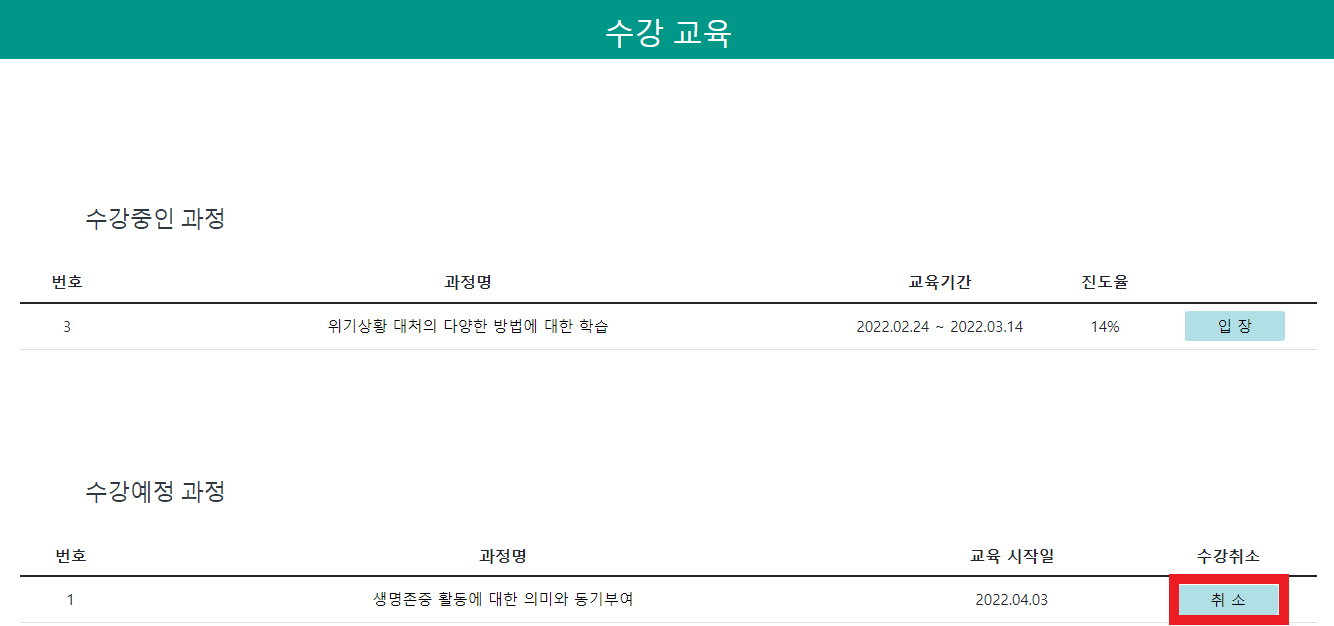 수강 교육
수강중인 과정
번호 과정명 교육기간 진도율
3 위기상황 대처의 다양한 방법에 대한 학습 2022.02.24 ~ 2022.03.14 14% 입 장
수강예정 과정
번호 과정명 교육 시작일 수강취소
1 생명존중 활동에 대한 의미와 동기부여 2022.04.03 취 소